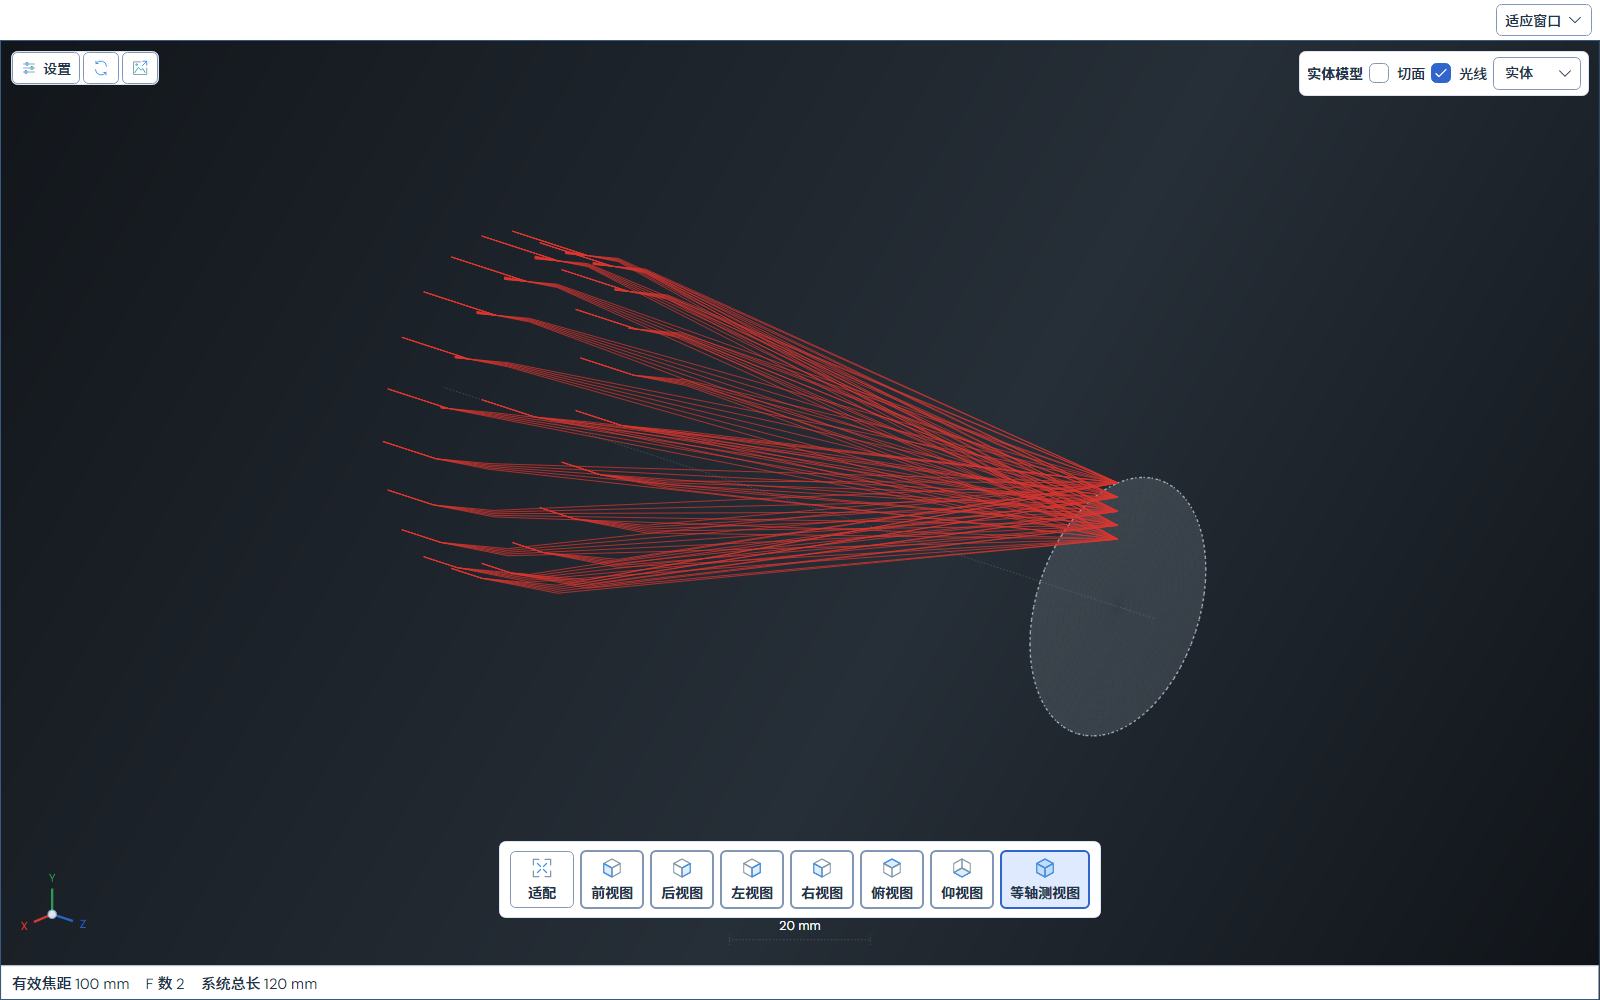 适应窗口
设置
实体模型 切面 光线 实体
适配 前视图 后视图 左视图 右视图 俯视图 仰视图 等轴测视图
20 mm
Y
X
Z
有效焦距 100 mm F 数 2 系统总长 120 mm